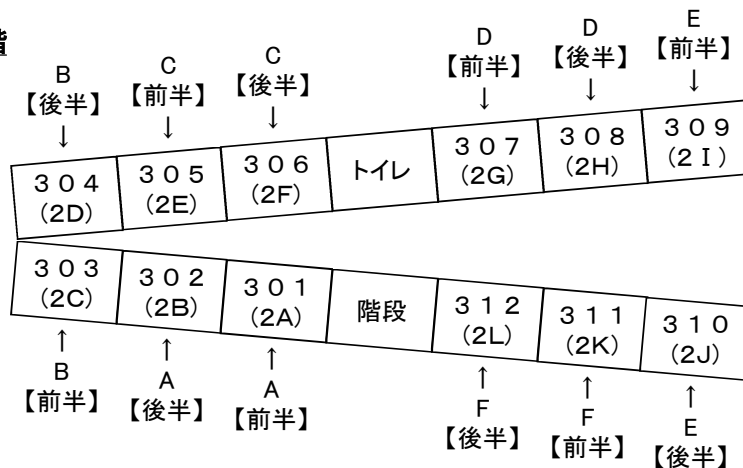 階
B
【後半】
↓
C
【前半】
↓
C
【後半】
↓
D
【前半】
↓
D
【後半】
↓
E
【前半】
↓
３０４
（2D）
３０５
（2E）
３０６
（2F）
トイレ
３０７
（2G）
３０８
（2H）
３０９
（2I）
３０３
（2C）
３０２
（2B）
３０１
（2A）
階段
３１２
（2L）
３１１
（2K）
３１０
（2J）
↑
B
【前半】
↑
A
【後半】
↑
A
【前半】
↑
F
【後半】
↑
F
【前半】
↑
E
【後半】